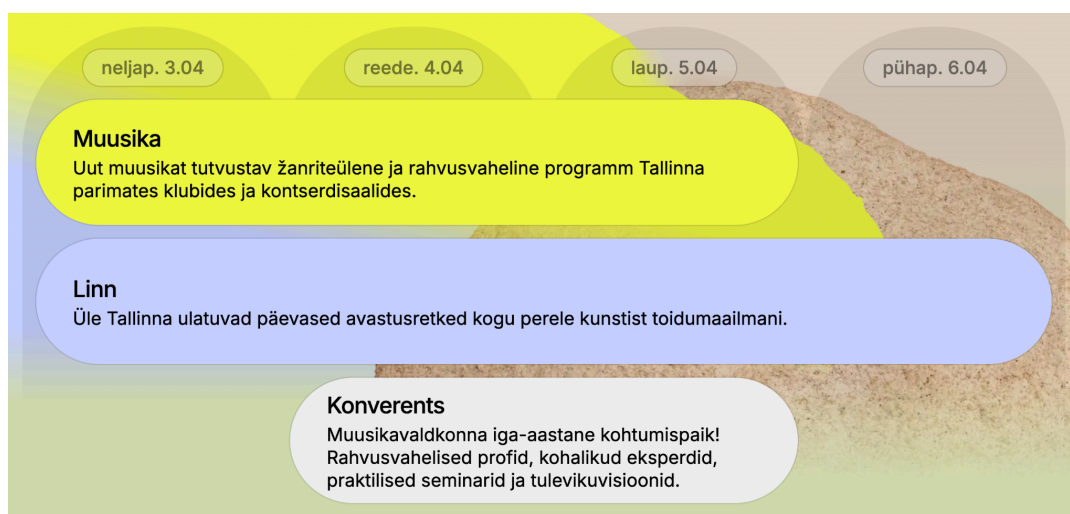 neljap. 3.04
reede. 4.04
laup. 5.04
pühap. 6.04
Muusika
Uut muusikat tutvustav žanriteülene ja rahvusvaheline programm Tallinna
parimates klubides ja kontserdisaalides.
Linn
Üle Tallinna ulatuvad päevased avastusretked kogu perele kunstist toidumaailmani.
Konverents
Muusikavaldkonna iga-aastane kohtumispaik!
Rahvusvahelised profid, kohalikud eksperdid,
praktilised seminarid ja tulevikuvisioonid.